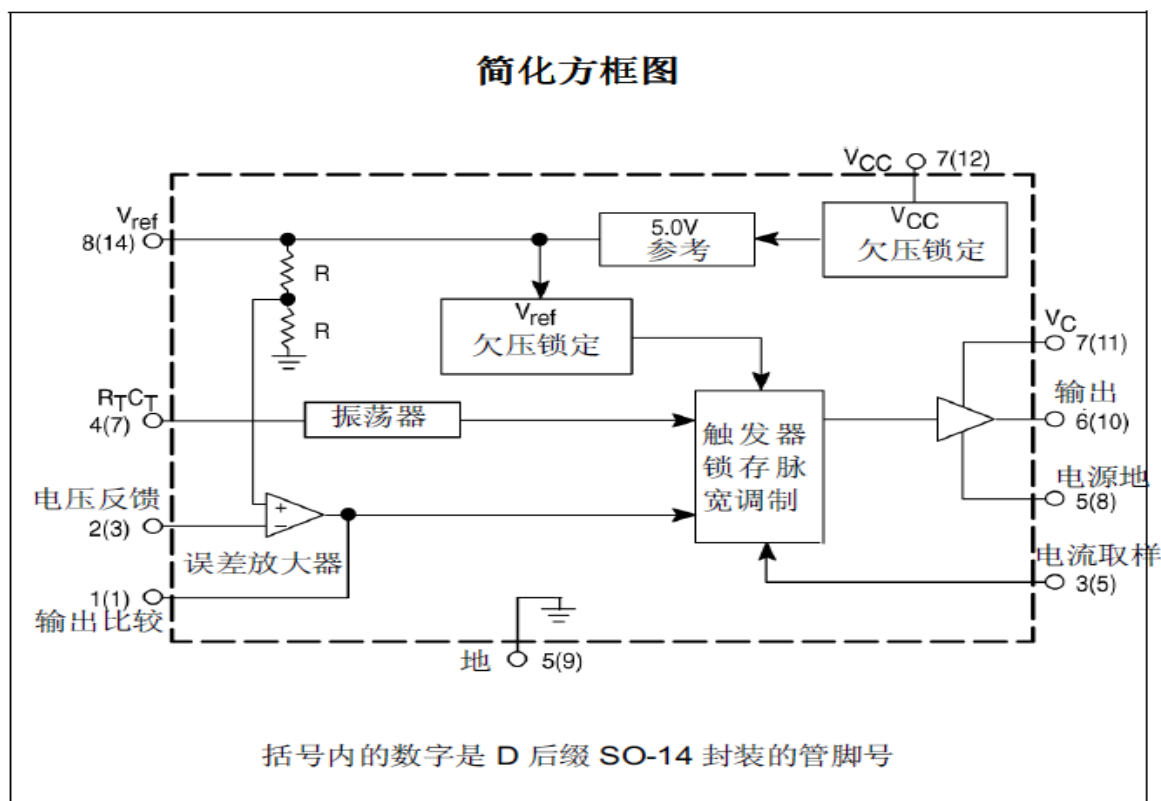 简化方框图
VCC 7(12)
Vref
8(14)
5.0V
参考
VCC
欠压锁定
R
R
Vref
欠压锁定
VC
7(11)
RTCT
4(7)
振荡器
触发器
锁存脉
宽调制
输出
6(10)
电压反馈
2(3)
+
−
误差放大器
电源地
5(8)
电流取样
3(5)
1(1)
输出比较
地 5(9)
括号内的数字是 D 后缀 SO-14 封装的管脚号